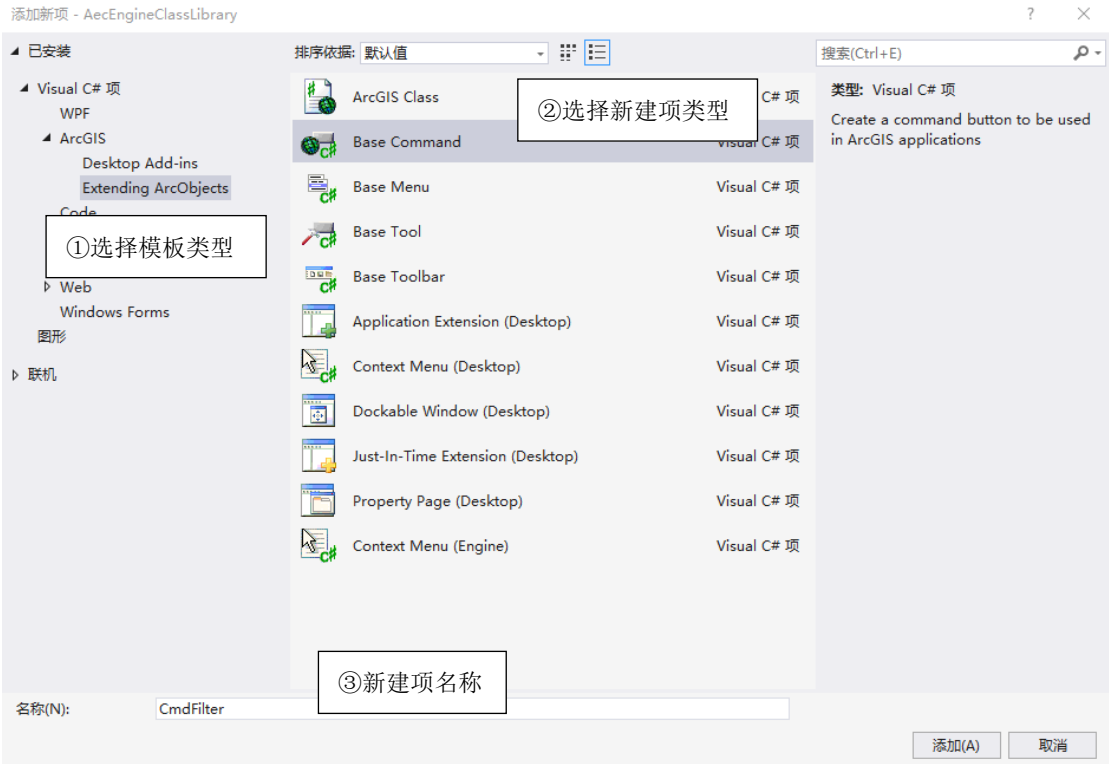 添加新项 - AecEngineClassLibrary
?
已安装
排序依据: 默认值
搜索(Ctrl+E)
Visual C# 项
WPF
ArcGIS
Desktop Add-ins
Extending ArcObjects
Code
①选择模板类型
Web
Windows Forms
图形
联机
ArcGIS Class
C# 项
②选择新建项类型
Base Command
Visual C# 项
Base Menu
Visual C# 项
Base Tool
Visual C# 项
Base Toolbar
Visual C# 项
Application Extension (Desktop)
Visual C# 项
Context Menu (Desktop)
Visual C# 项
Dockable Window (Desktop)
Visual C# 项
Just-In-Time Extension (Desktop)
Visual C# 项
Property Page (Desktop)
Visual C# 项
Context Menu (Engine)
Visual C# 项
类型: Visual C# 项
Create a command button to be used
in ArcGIS applications
③新建项名称
名称(N):
CmdFilter
添加(A)
取消